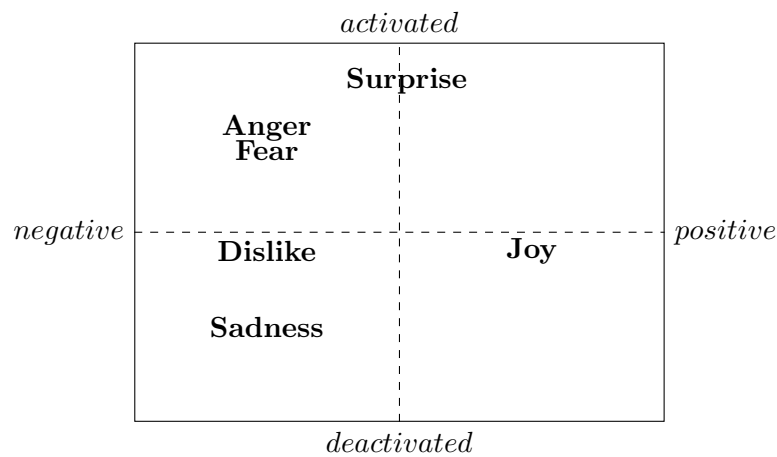 activated
Surprise
Anger
Fear
negative
positive
Dislike
Joy
Sadness
deactivated